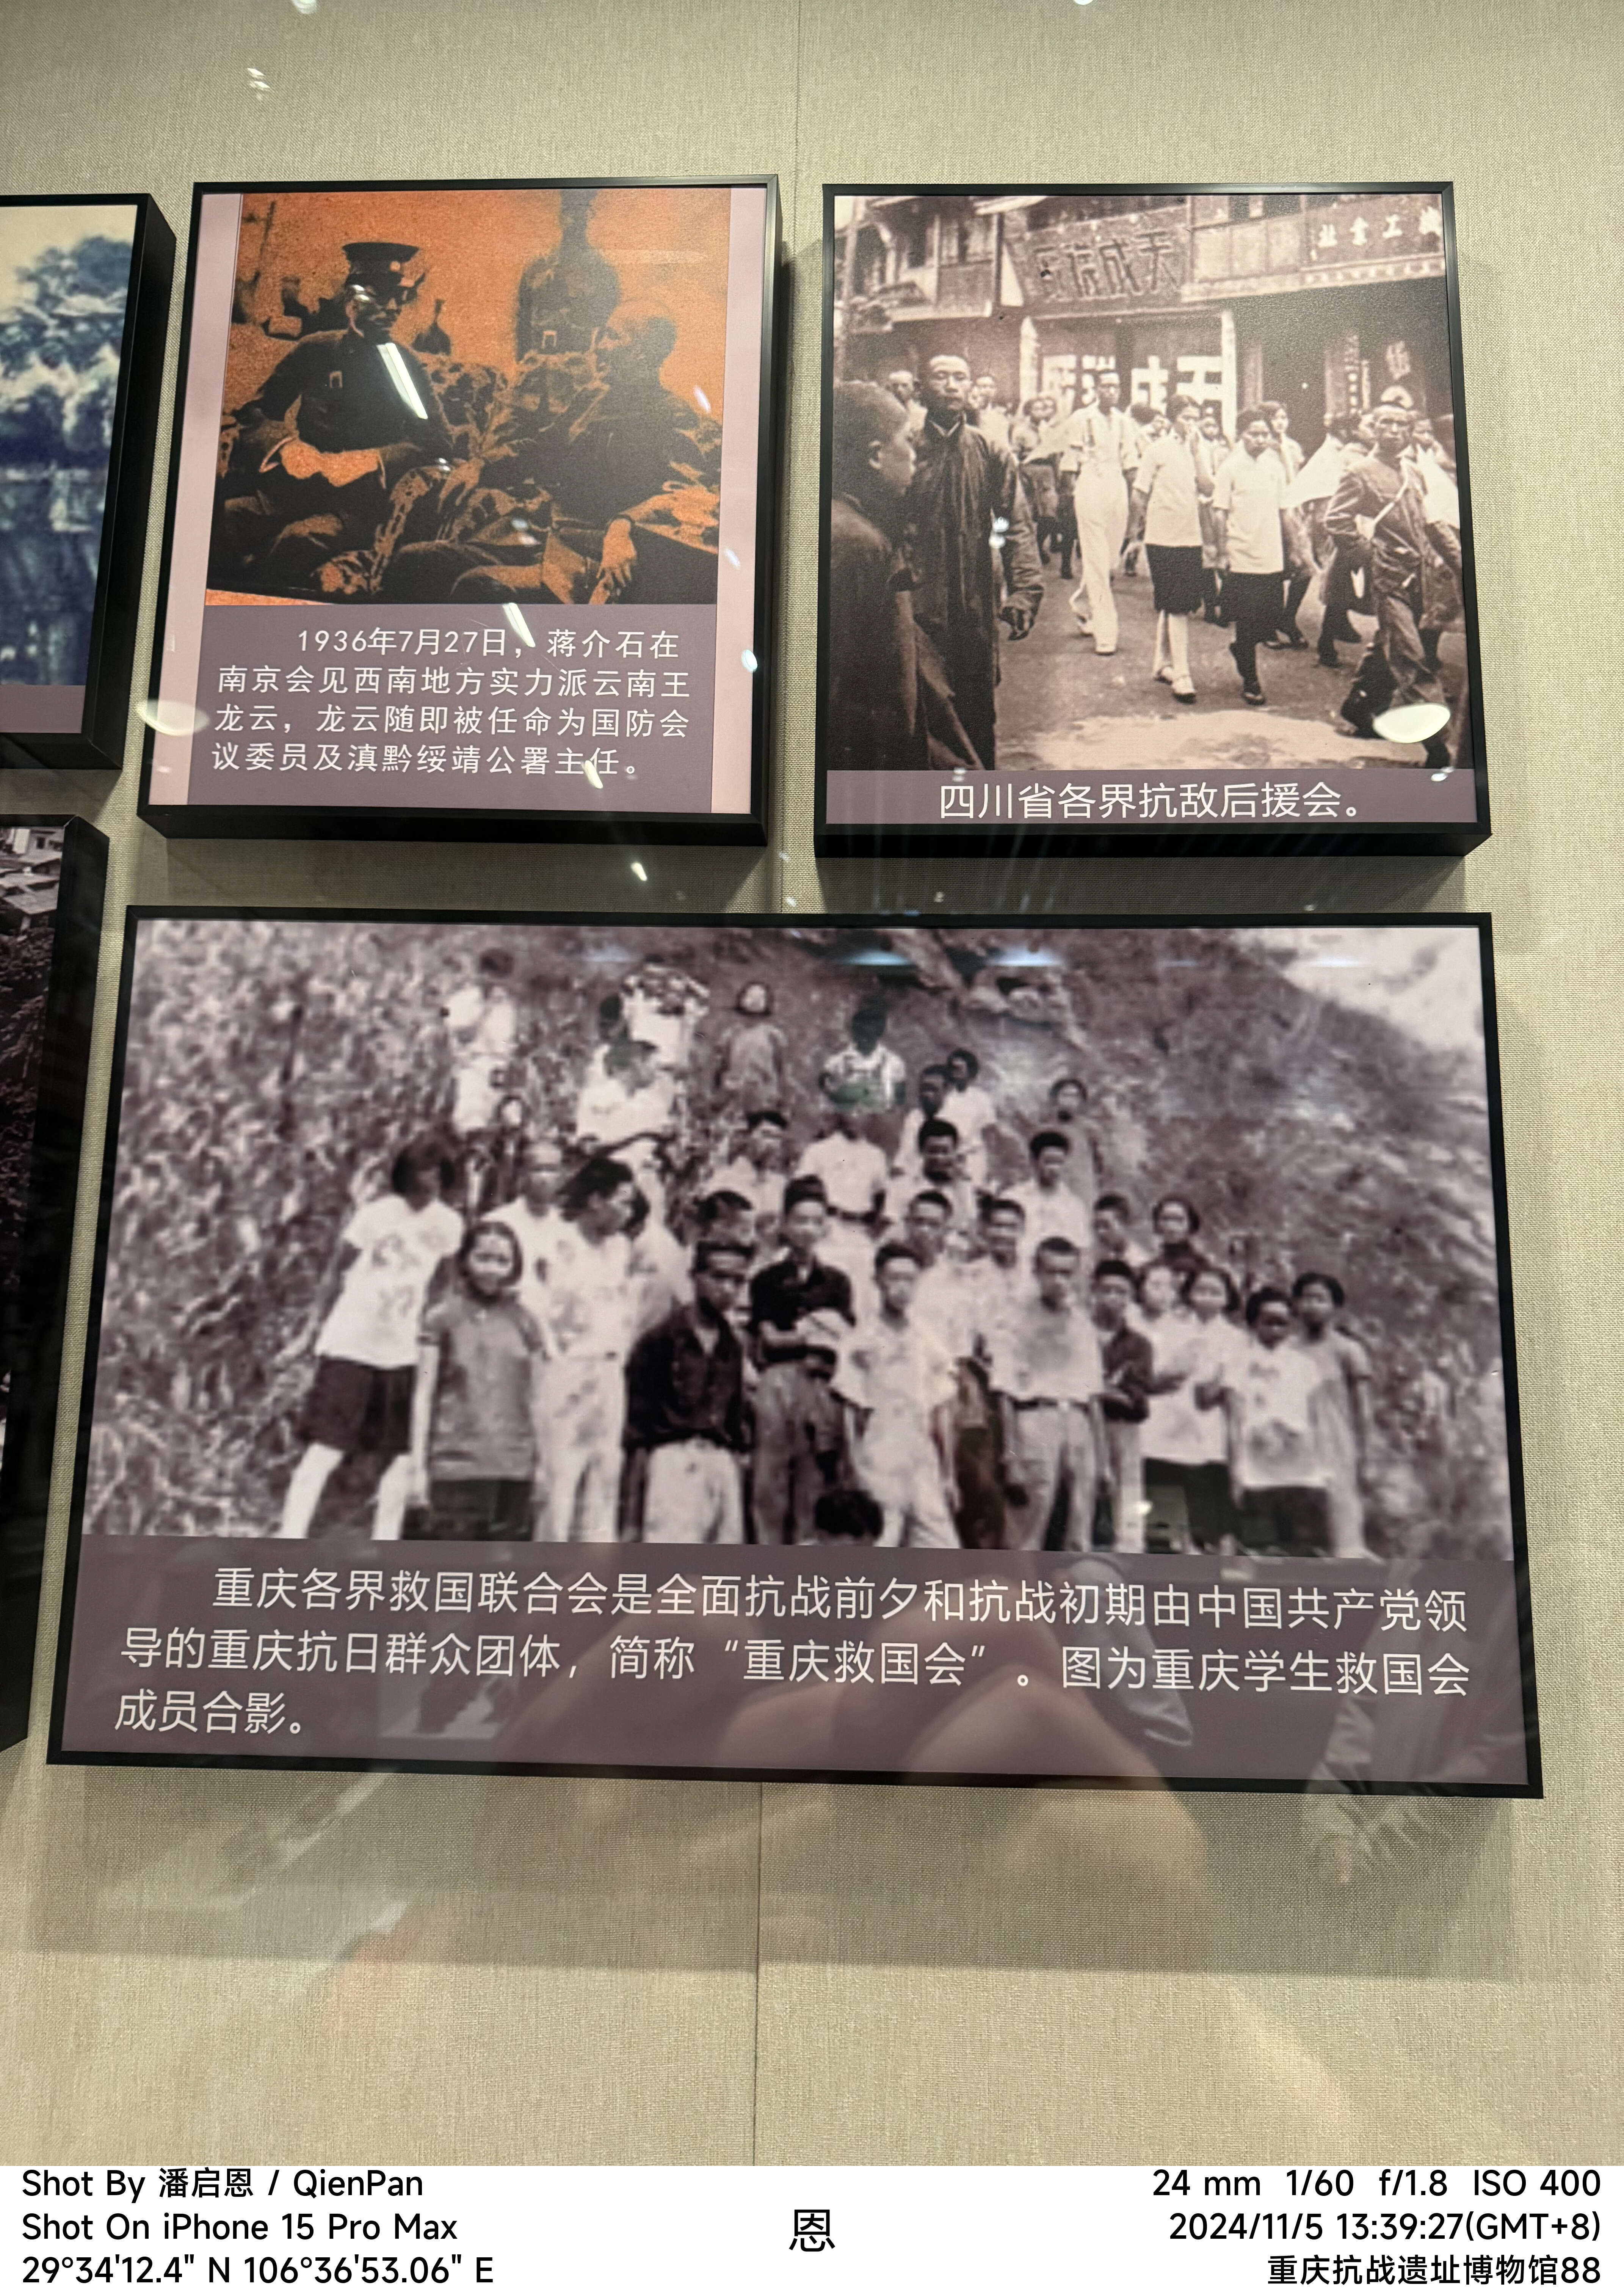 天成
1936年7月27日，蒋介石在
南京会见西南地方实力派云南王
龙云，龙云随即被任命为国防会
议委员及滇黔绥靖公署主任。
四川省各界抗敌后援会。
重庆各界救国联合会是全面抗战前夕和抗战初期由中国共产党领
导的重庆抗日群众团体，简称“重庆救国会”。图为重庆学生救国会
成员合影。
Shot By 潘启恩 / QienPan
Shot On iPhone 15 Pro Max
29°34'12.4" N 106°36'53.06" E
恩
24 mm 1/60 f/1.8 ISO 400
2024/11/5 13:39:27(GMT+8)
重庆抗战遗址博物馆88